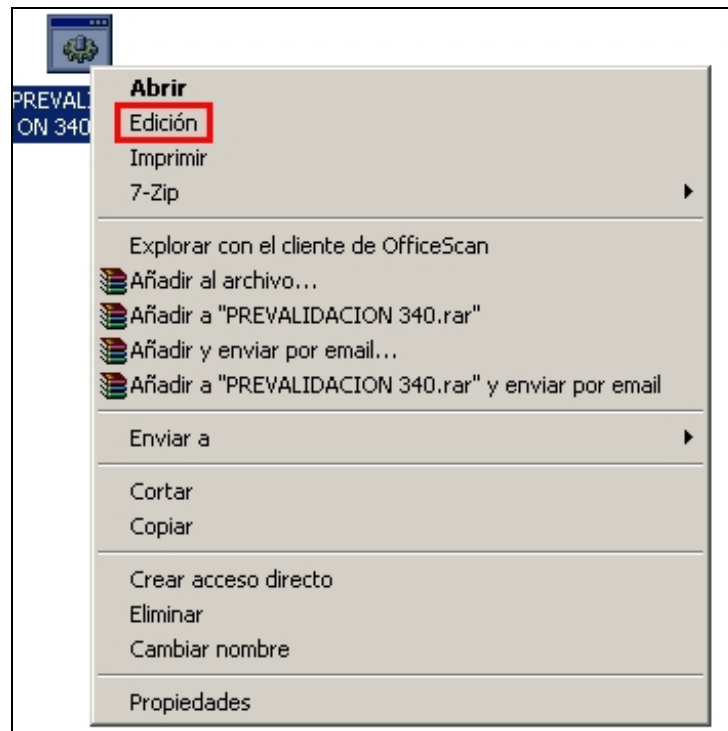 PREVALI
ON 340
Abrir
Edición
Imprimir
7-Zip
Explorar con el cliente de OfficeScan
Añadir al archivo...
Añadir a "PREVALIDACION 340.rar"
Añadir y enviar por email...
Añadir a "PREVALIDACION 340.rar" y enviar por email
Enviar a
Cortar
Copiar
Crear acceso directo
Eliminar
Cambiar nombre
Propiedades